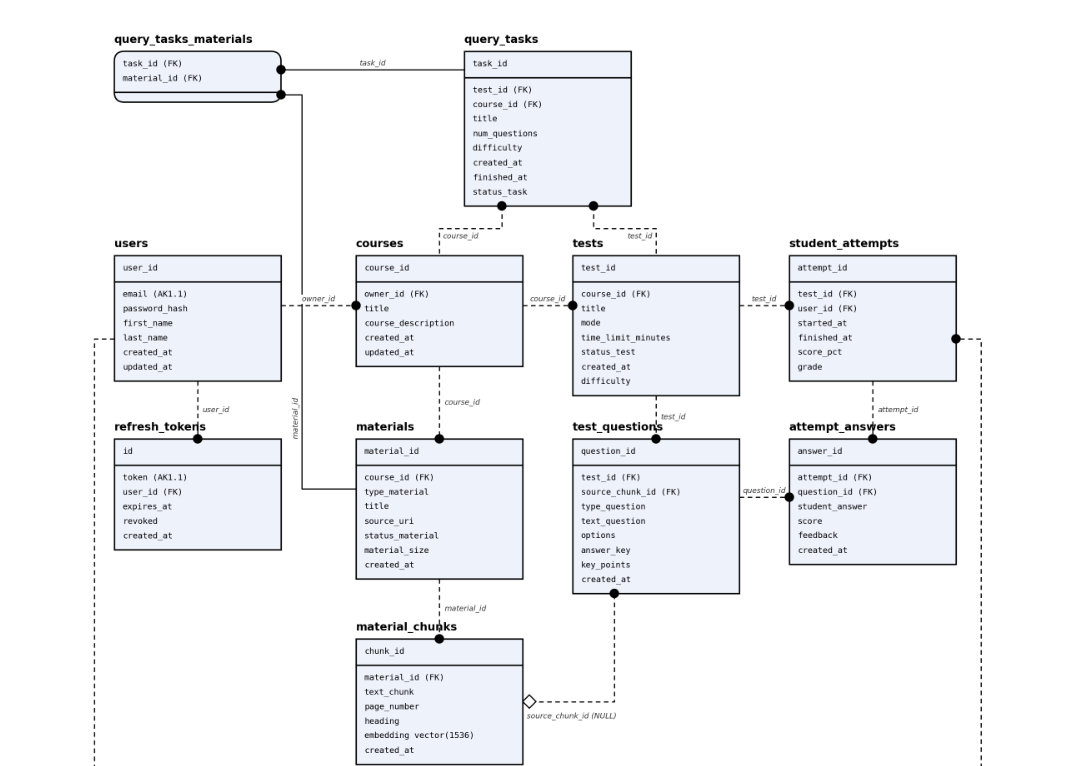 query_tasks_materials
task_id (FK)
material_id (FK)
task_id
query_tasks
task_id
test_id (FK)
course_id (FK)
title
num_questions
difficulty
created_at
finished_at
status_task
course_id
test_id
users
user_id
email (AK1.1)
password_hash
first_name
last_name
created_at
updated_at
owner_id
courses
course_id
owner_id (FK)
title
course_description
created_at
updated_at
course_id
tests
test_id
course_id (FK)
title
mode
time_limit_minutes
status_test
created_at
difficulty
test_id
student_attempts
attempt_id
test_id (FK)
user_id (FK)
started_at
finished_at
score_pct
grade
user_id
material_id
course_id
test_id
attempt_id
refresh_tokens
id
token (AK1.1)
user_id (FK)
expires_at
revoked
created_at
materials
material_id
course_id (FK)
type_material
title
source_uri
status_material
material_size
created_at
test_questions
question_id
test_id (FK)
source_chunk_id (FK)
type_question
text_question
options
answer_key
key_points
created_at
question_id
attempt_answers
answer_id
attempt_id (FK)
question_id (FK)
student_answer
score
feedback
created_at
material_id
material_chunks
chunk_id
material_id (FK)
text_chunk
page_number
heading
embedding vector(1536)
created_at
source_chunk_id (NULL)